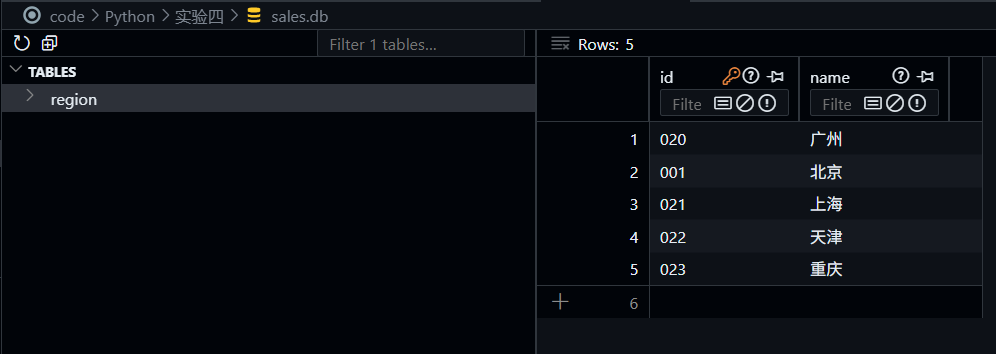 code > Python > 实验四 > sales.db
Filter 1 tables...
Rows: 5
TABLES
region
id name
Filte Filte
1 020 广州
2 001 北京
3 021 上海
4 022 天津
5 023 重庆
6